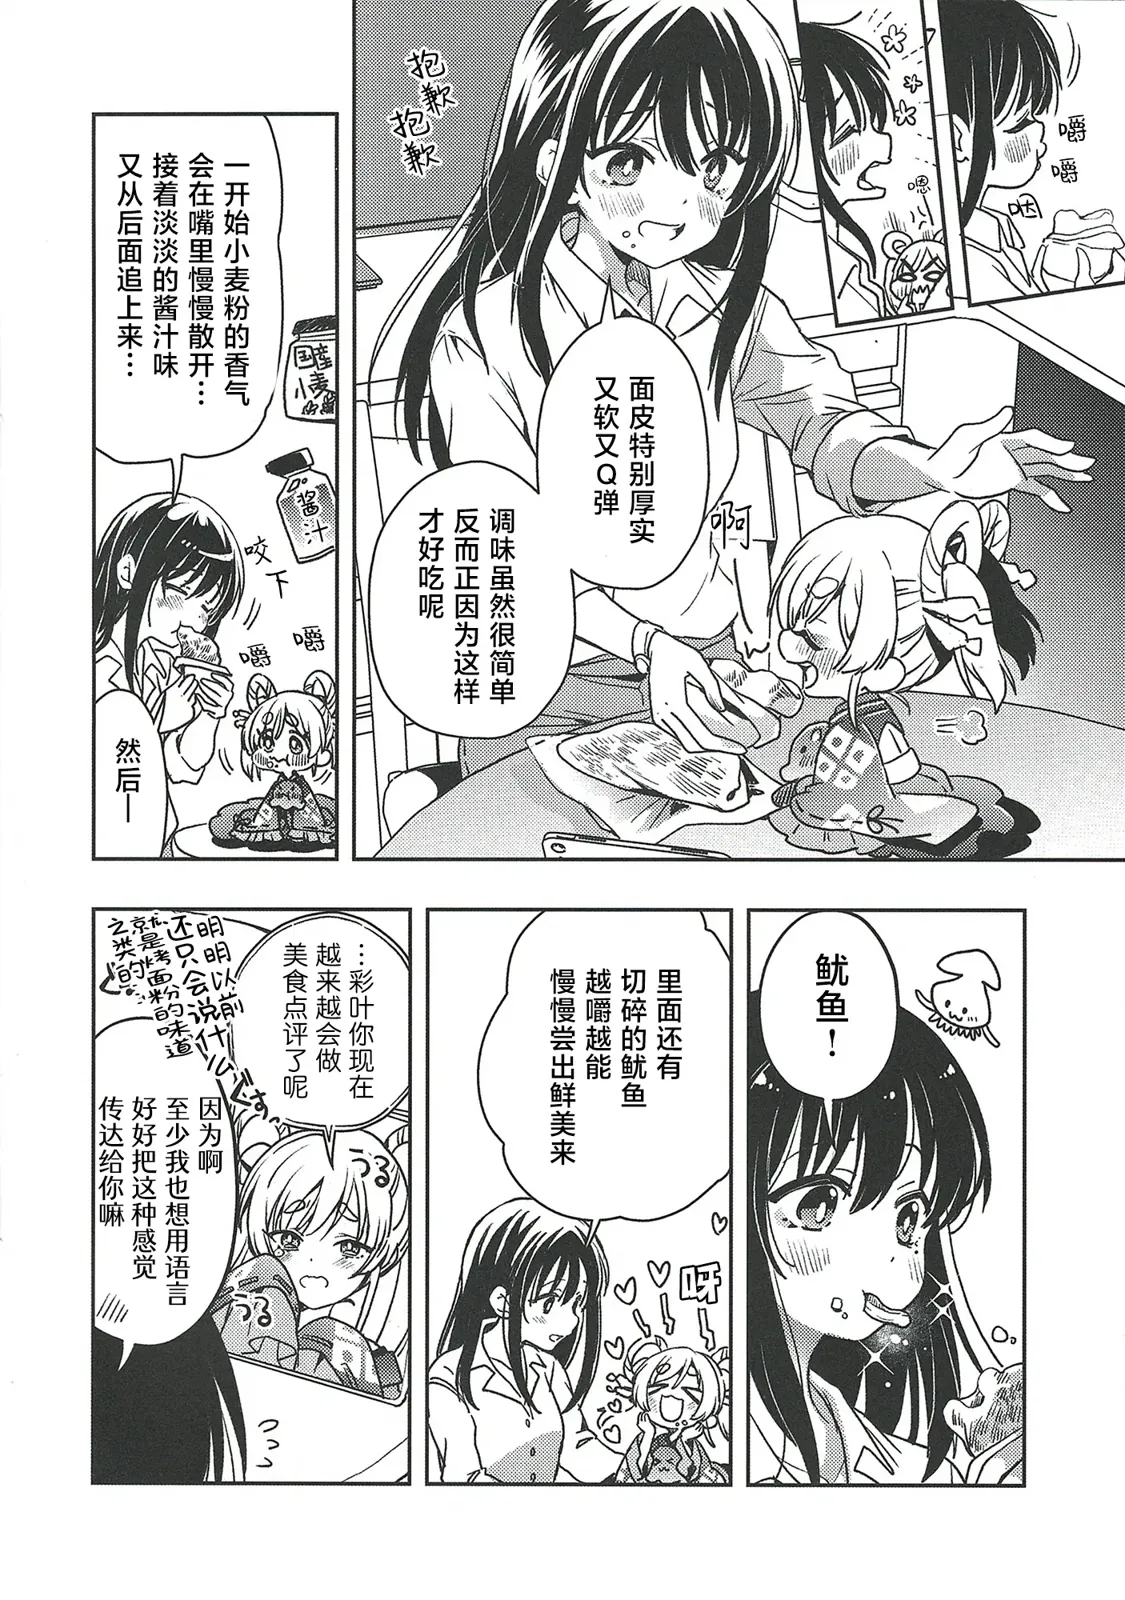 嚼
嚼
咽
嗯
抱歉
抱歉
面皮特别厚实
又软又Q弹
调味虽然很简单
反而正因为这样
才好吃呢
啊
一开始小麦粉的香气
会在嘴里慢慢散开…
接着淡淡的酱汁味
又从后面追上来…
国産
小麦
酱汁
咬下
嚼
嚼
然后—
鱿鱼！
里面还有
切碎的鱿鱼
越嚼越能
慢慢尝出鲜美来
呀
…彩叶你现在
越来越会做
美食点评了呢
明明以前
还只会说什么
就是烤面粉的味道
之类的
ぐすっ…
うる
うる
因为啊
至少我也想用语言
好好把这种感觉
传达给你嘛